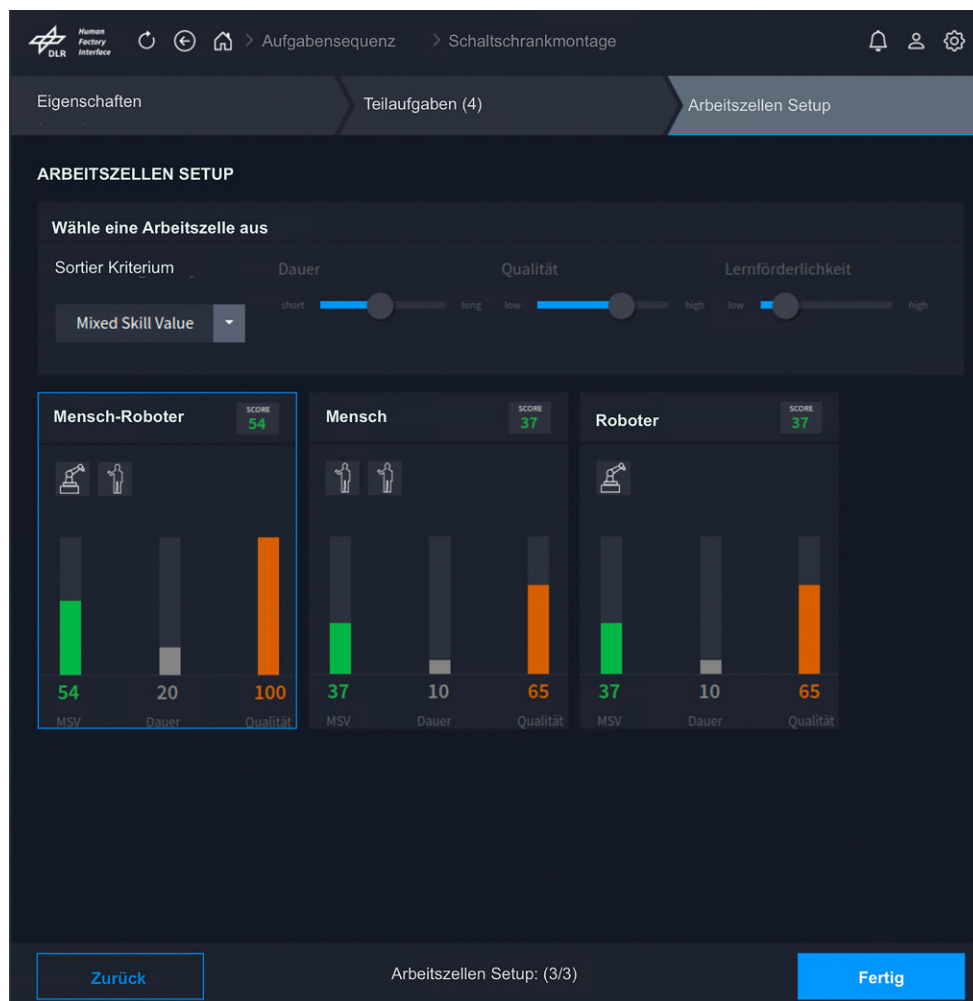 DLR
Human
Factory
Interface
> Aufgabensequenz > Schaltschrankmontage
Eigenschaften
Teilaufgaben (4)
Arbeitszellen Setup
ARBEITSZELLEN SETUP
Wähle eine Arbeitszelle aus
Sortier Kriterium
Mixed Skill Value
Dauer
short long
Qualität
low high
Lernförderlichkeit
low high
Mensch-Roboter
SCORE
54
54 20 100
MSV Dauer Qualität
Mensch
SCORE
37
37 10 65
MSV Dauer Qualität
Roboter
SCORE
37
37 10 65
MSV Dauer Qualität
Zurück
Arbeitszellen Setup: (3/3)
Fertig